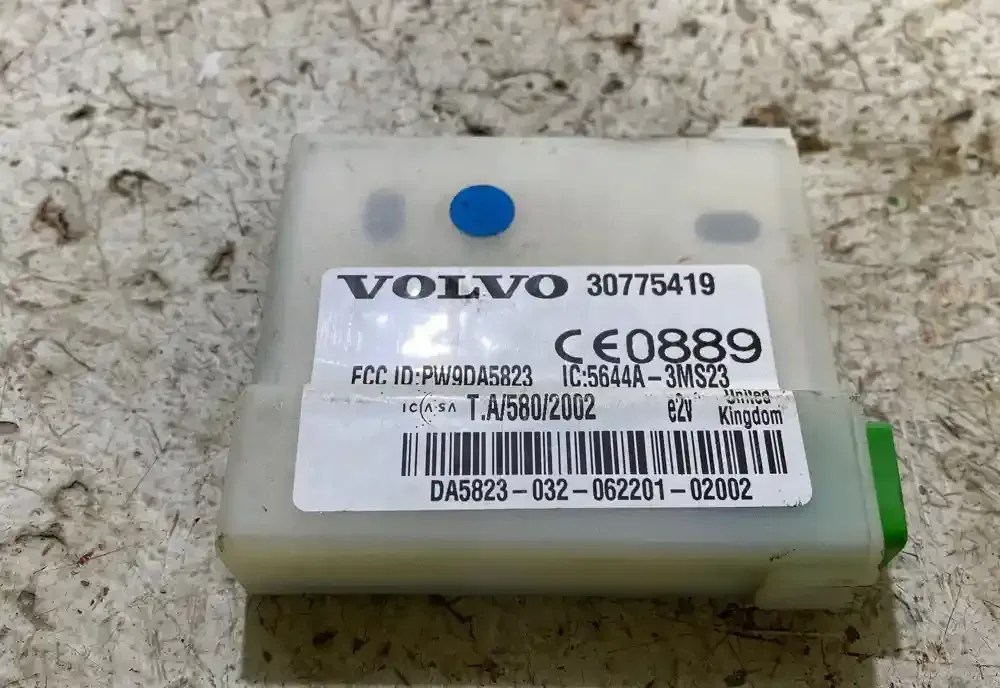 VOLVO 30775419
CE0889
FCC ID:PW9DA5823 IC:5644A-3MS23
ICASA T.A/580/2002 e2v United Kingdom
DA5823-032-062201-02002